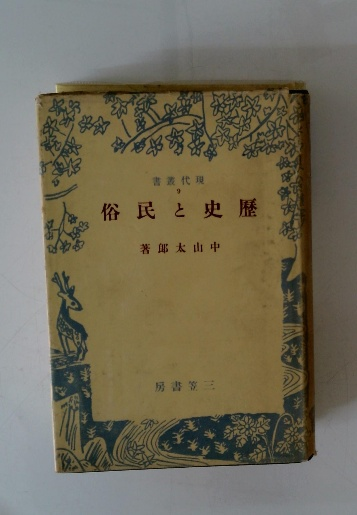 現代叢書
9
歴史と民俗
中山太郎著
三笠書房